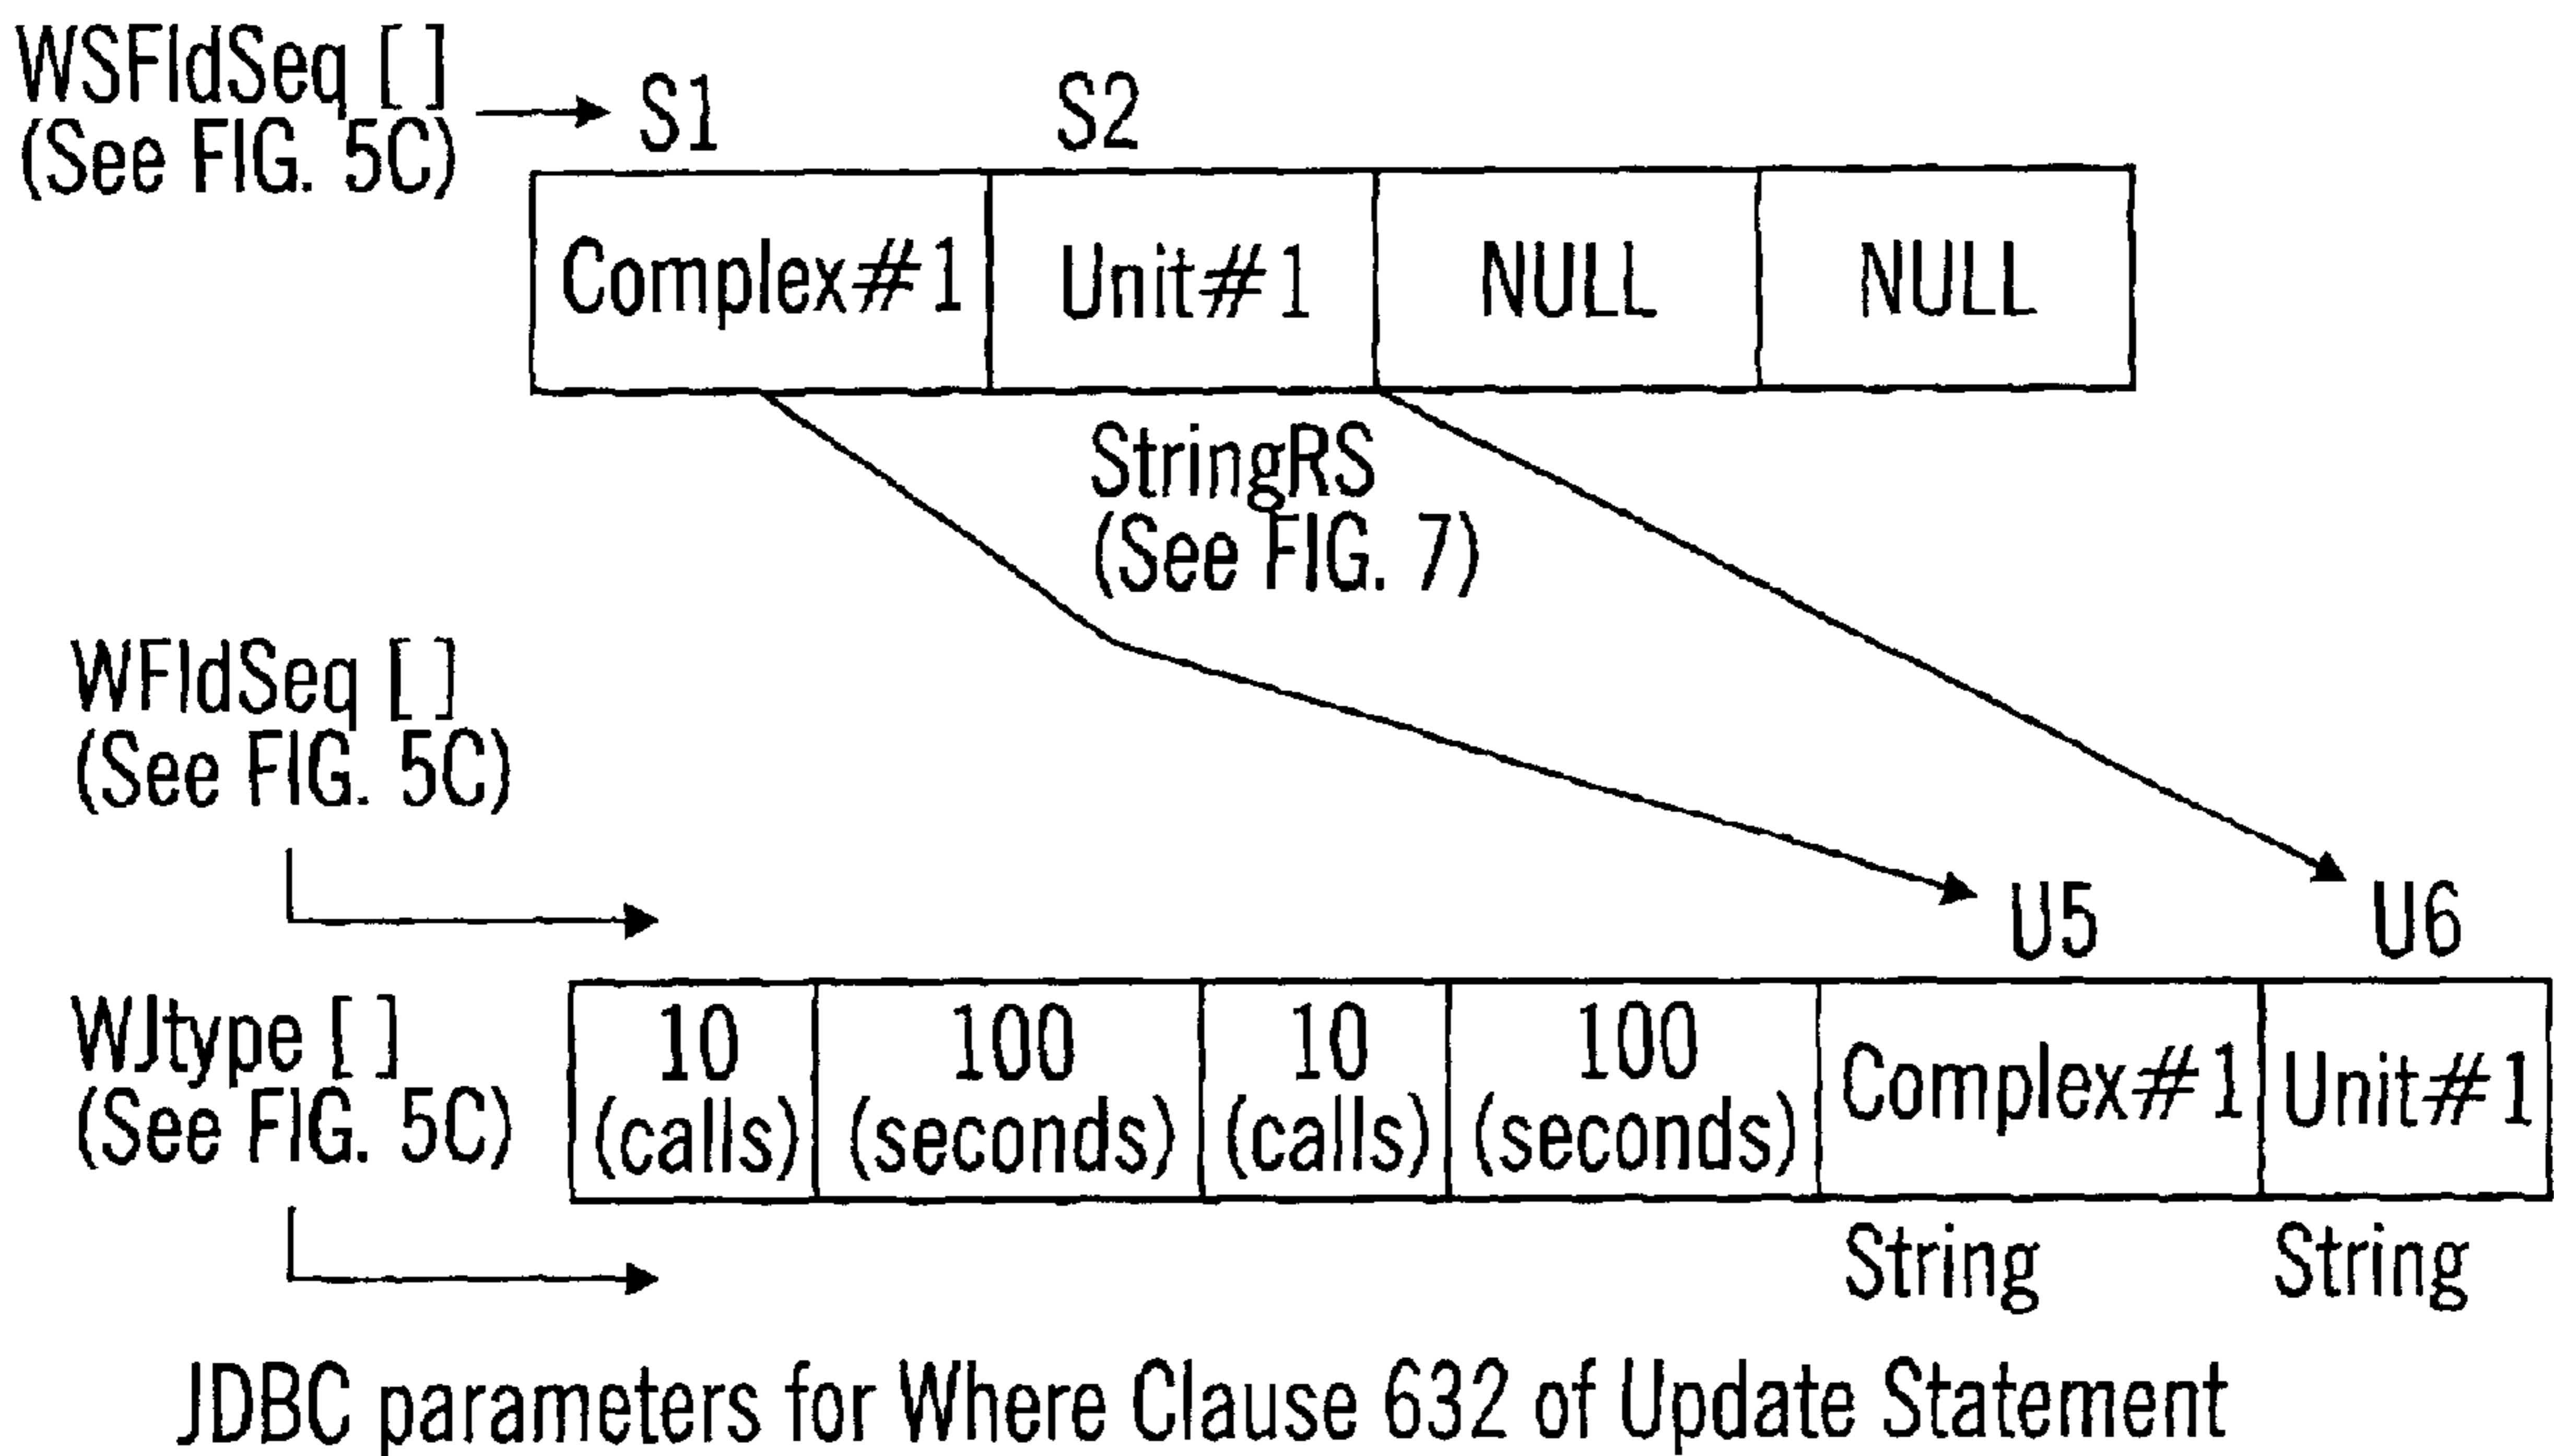 WSFldSeq [ ]
(See FIG. 5C)
S1 S2
Complex#1 Unit#1 NULL NULL
StringRS
(See FIG. 7)
WFldSeq [ ]
(See FIG. 5C)
U5 U6
WJtype [ ]
(See FIG. 5C)
10 100 10 100 Complex#1 Unit#1
(calls) (seconds) (calls) (seconds)
String String
JDBC parameters for Where Clause 632 of Update Statement